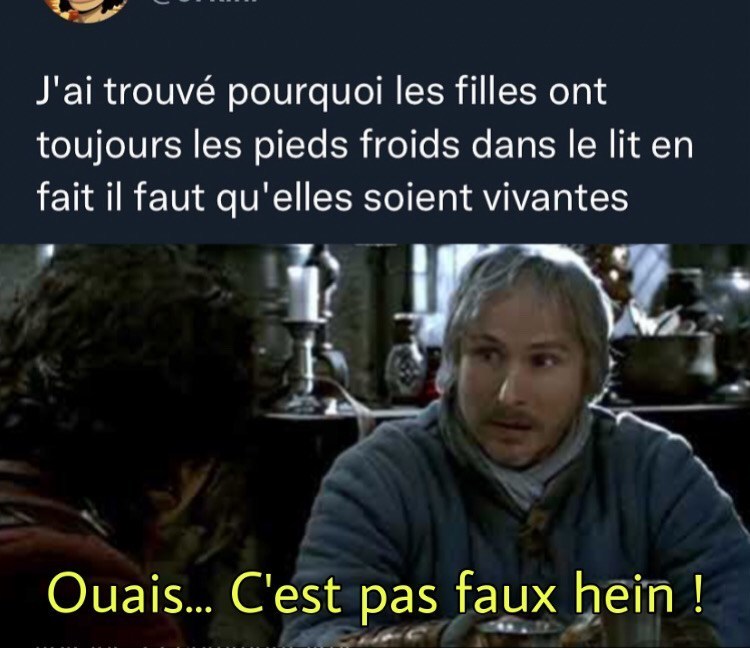 J'ai trouvé pourquoi les filles ont
toujours les pieds froids dans le lit en
fait il faut qu'elles soient vivantes
Ouais... C'est pas faux hein !